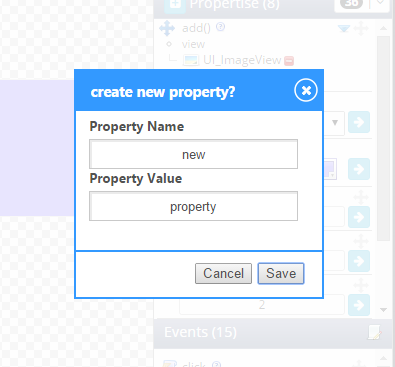 Propertise (8)
36
add()
view
UI_ImageView
create new property?
Property Name
new
Property Value
property
Cancel Save
2
Events (15)
click